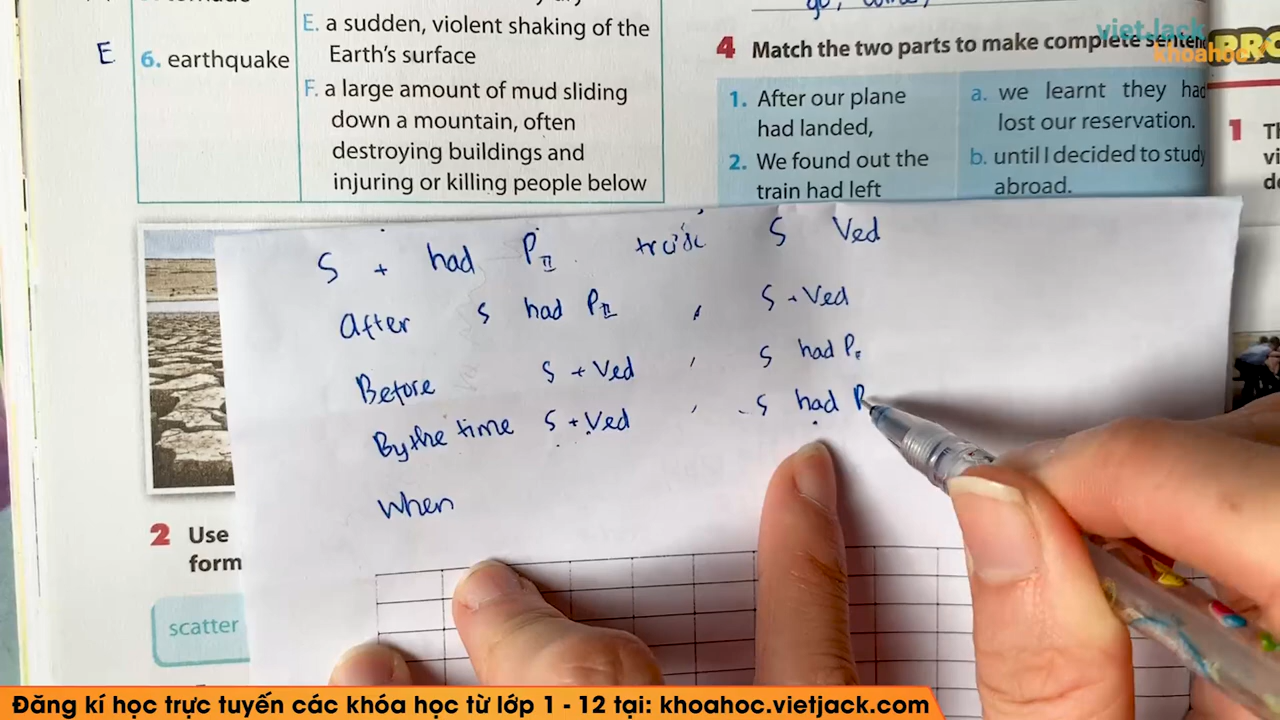 E
6. earthquake
E. a sudden, violent shaking of the
Earth's surface
F. a large amount of mud sliding
down a mountain, often
destroying buildings and
injuring or killing people below
4 Match the two parts to make complete
vietJack
khoahoc
PRO
1. After our plane
had landed,
2. We found out the
train had left
a. we learnt they had
lost our reservation.
b. until I decided to study
abroad.
1
S + had PII trước S Ved
After S had PII , S + Ved
Before S + Ved , S had P
By the time S + Ved , S had P
When
2 Use
form
scatter
Đăng kí học trực tuyến các khóa học từ lớp 1 - 12 tại: khoahoc.vietjack.com